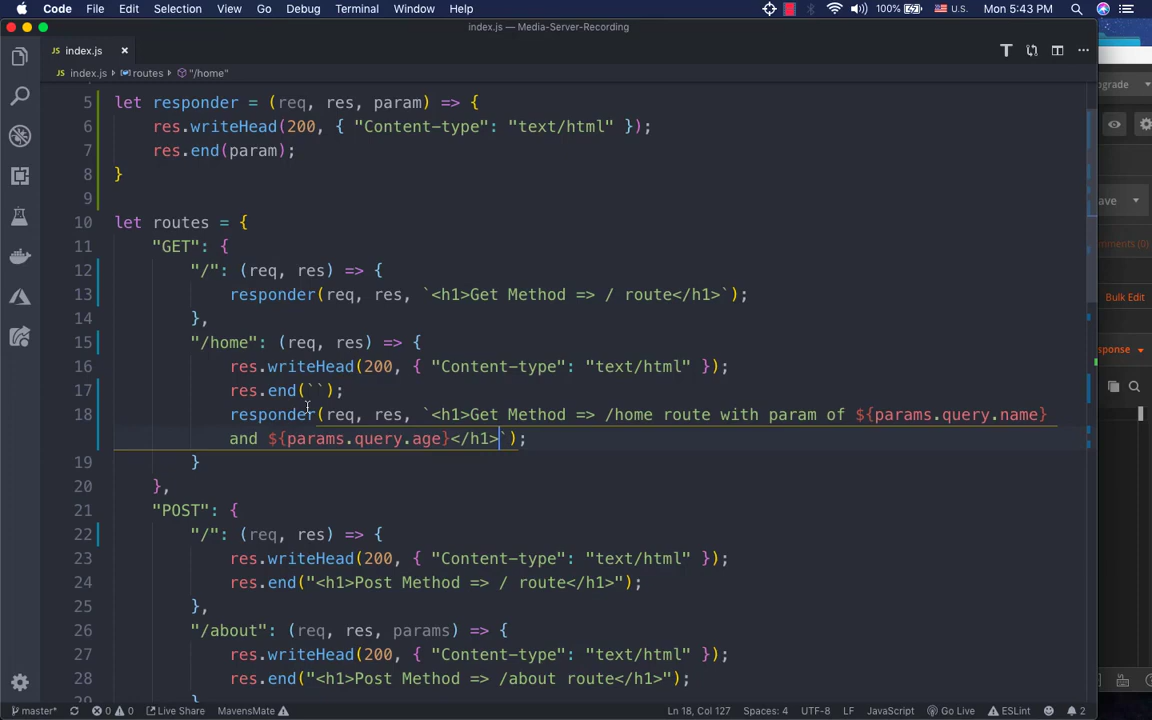 Code File Edit Selection View Go Debug Terminal Window Help 100% U.S. Mon 5:43 PM
index.js — Media-Server-Recording
JS index.js ×
JS index.js › routes › "/home"
5 let responder = (req, res, param) => {
6 res.writeHead(200, { "Content-type": "text/html" });
7 res.end(param);
8 }
9
10 let routes = {
11 "GET": {
12 "/": (req, res) => {
13 responder(req, res, `<h1>Get Method => / route</h1>`);
14 },
15 "/home": (req, res) => {
16 res.writeHead(200, { "Content-type": "text/html" });
17 res.end(``);
18 responder(req, res, `<h1>Get Method => /home route with param of ${params.query.name}
and ${params.query.age}</h1>`);
19 }
20 },
21 "POST": {
22 "/": (req, res) => {
23 res.writeHead(200, { "Content-type": "text/html" });
24 res.end("<h1>Post Method => / route</h1>");
25 },
26 "/about": (req, res, params) => {
27 res.writeHead(200, { "Content-type": "text/html" });
28 res.end("<h1>Post Method => /about route</h1>");
}
pgrade
ave
Bulk Edit
sponse
master* 0 0 Live Share MavensMate Ln 18, Col 127 Spaces: 4 UTF-8 LF JavaScript Go Live ESLint 2